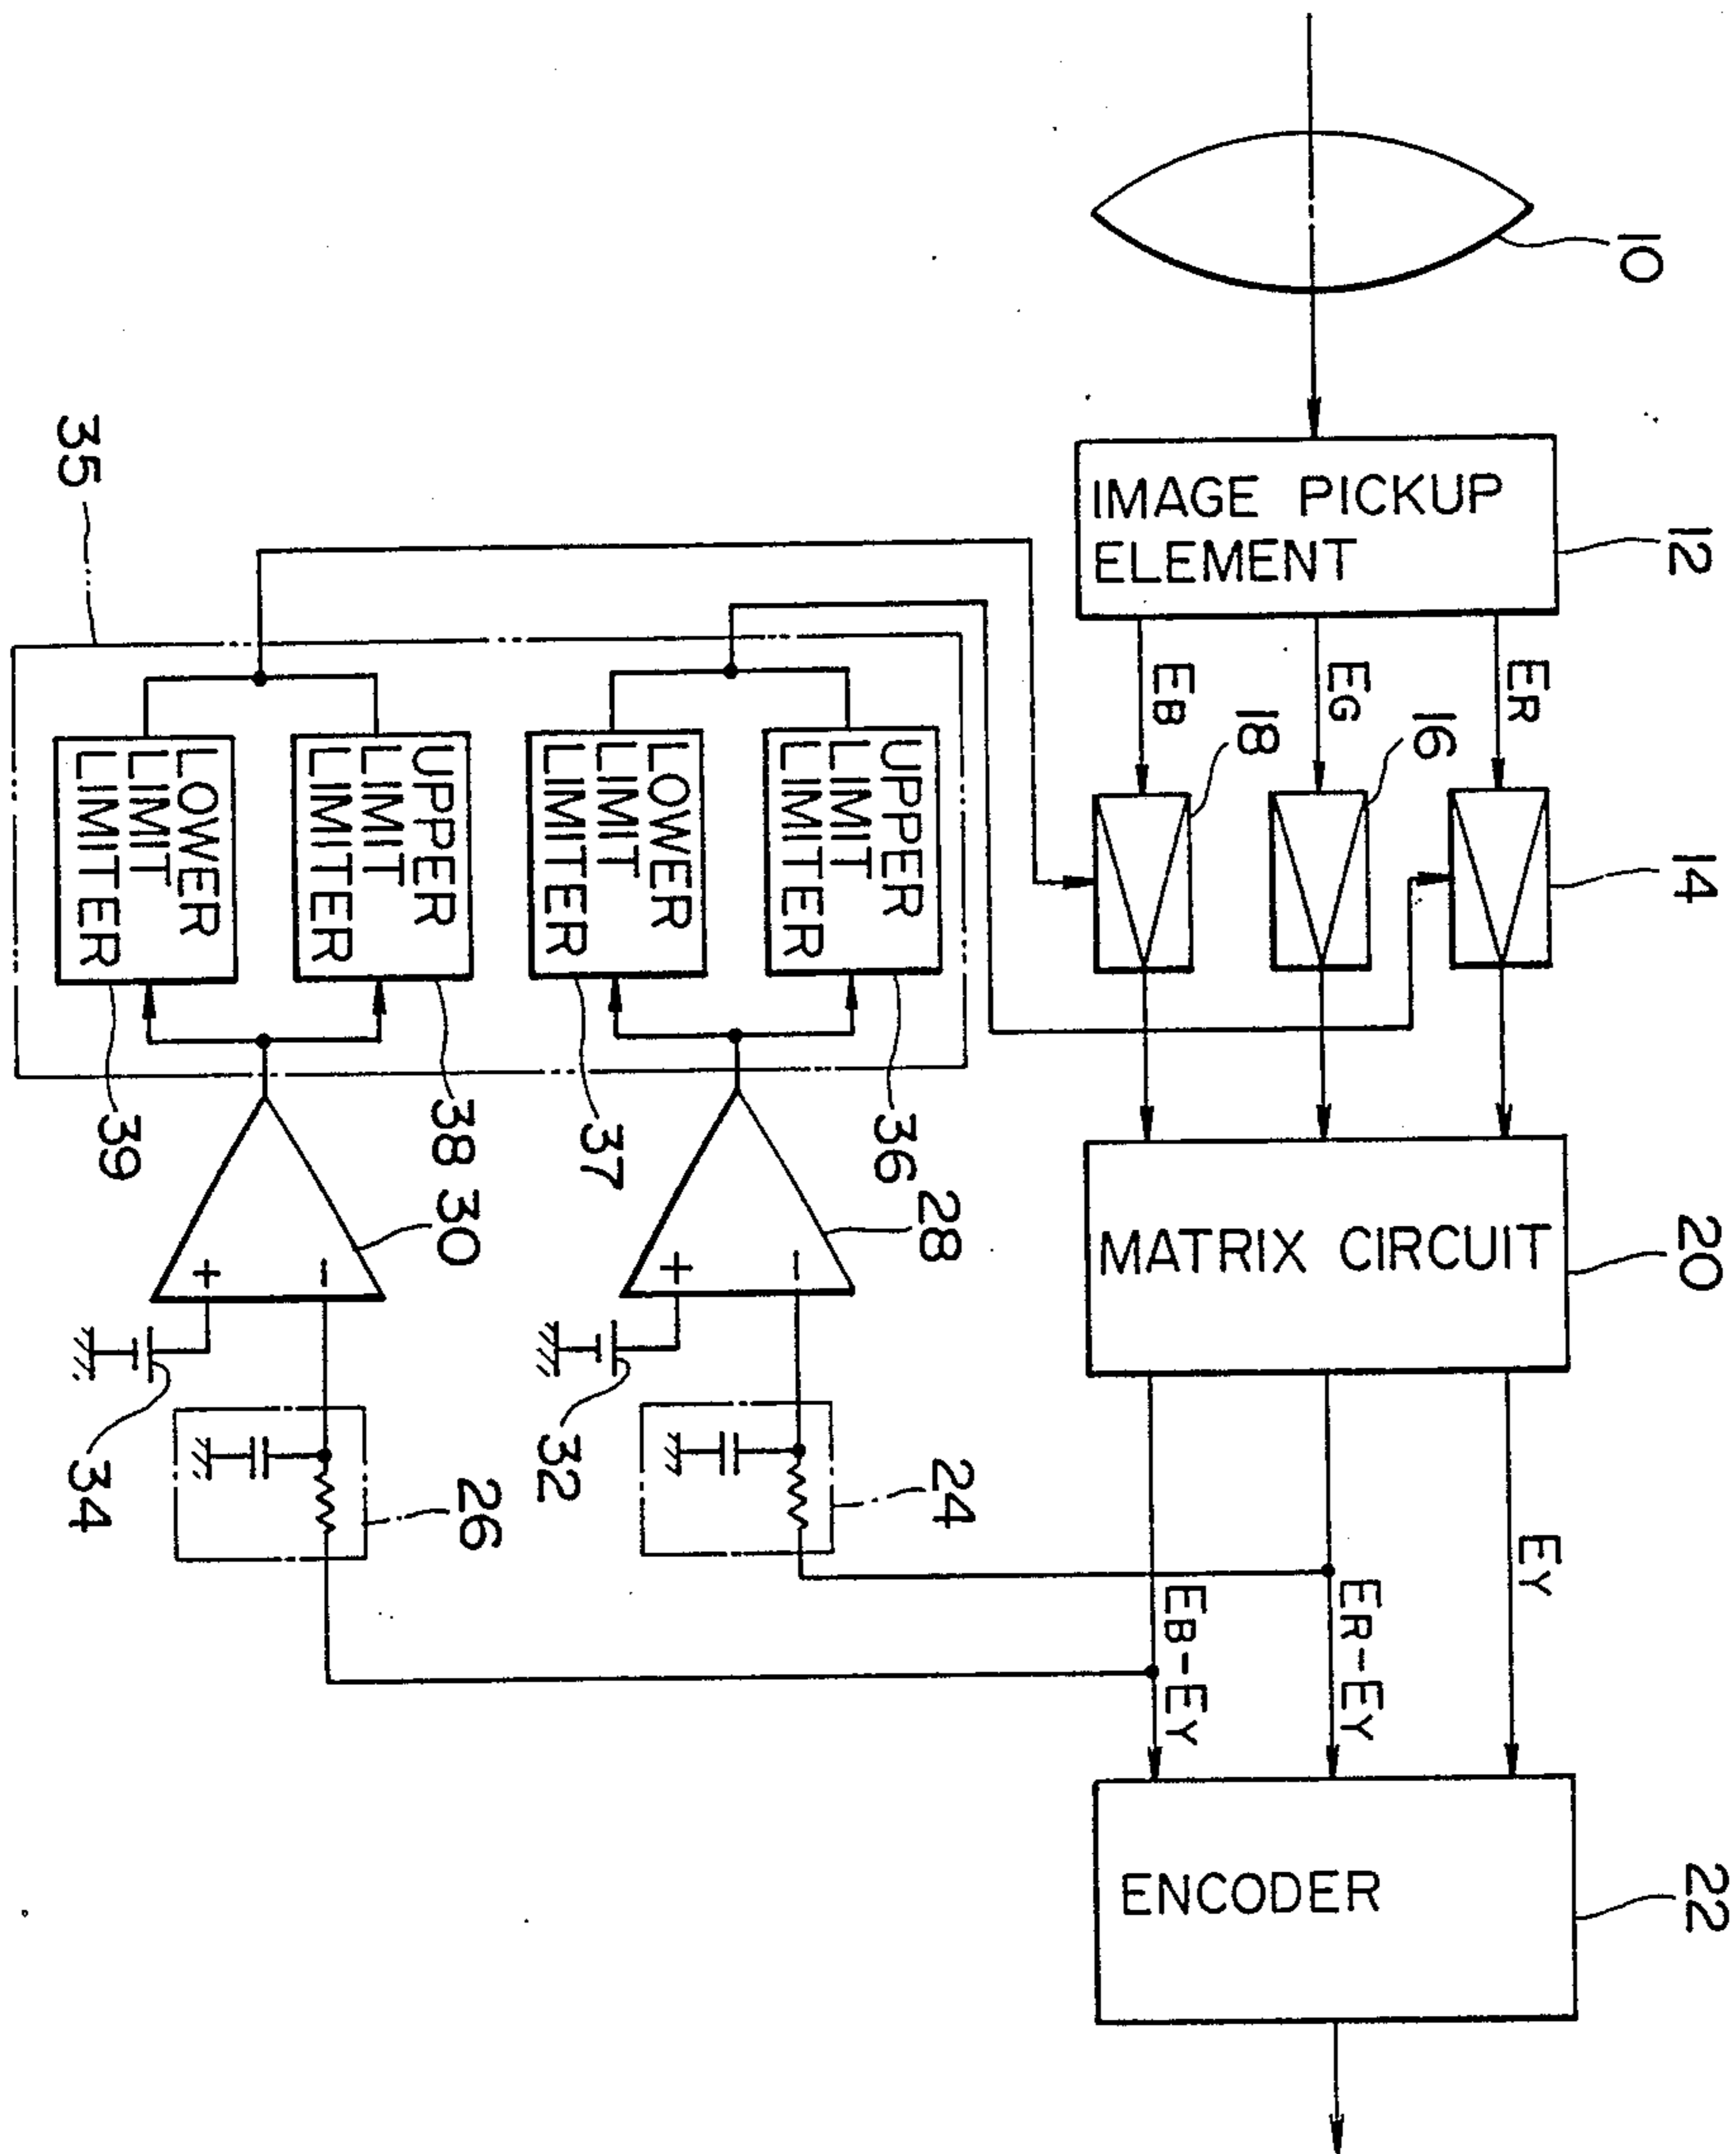 10
IMAGE PICKUP
ELEMENT
12
ER
EG
EB
14
16
18
MATRIX CIRCUIT
20
EY
ER-EY
EB-EY
ENCODER
22
35
UPPER
LIMIT
LIMITER
36
LOWER
LIMIT
LIMITER
37
UPPER
LIMIT
LIMITER
38
LOWER
LIMIT
LIMITER
39
28
-
+
30
-
+
32
34
24
26